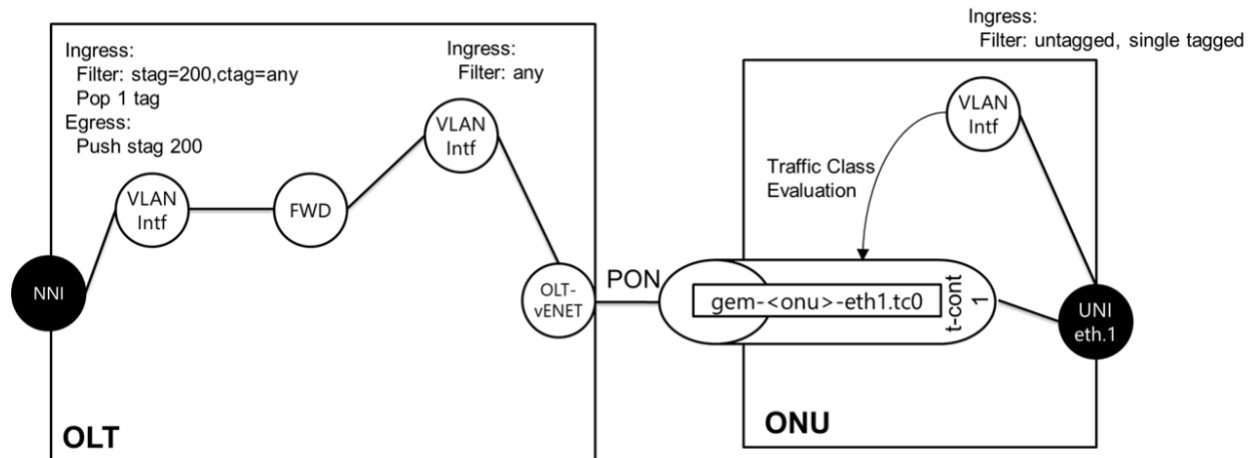 Ingress:
Filter: stag=200,ctag=any
Pop 1 tag
Egress:
Push stag 200
Ingress:
Filter: any
Ingress:
Filter: untagged, single tagged
VLAN
Intf
FWD
VLAN
Intf
VLAN
Intf
Traffic Class
Evaluation
NNI
OLT-
vENET
PON
gem-<onu>-eth1.tc0
t-cont
1
UNI
eth.1
OLT
ONU